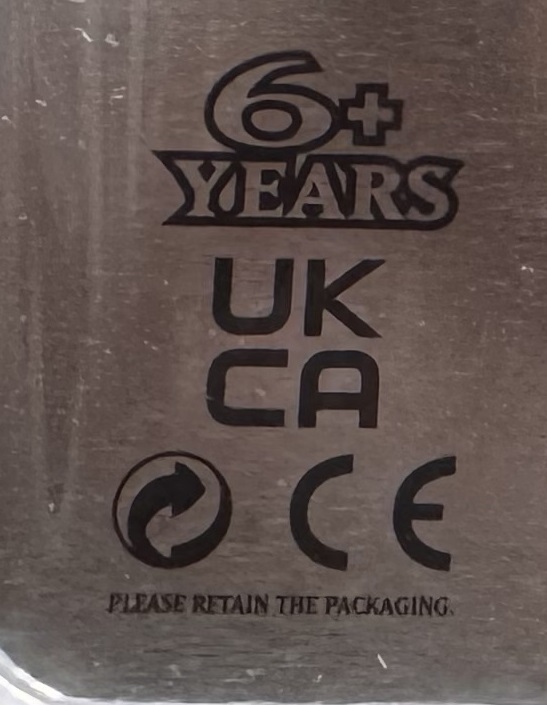 6+
YEARS
UK
CA
CE
PLEASE RETAIN THE PACKAGING.